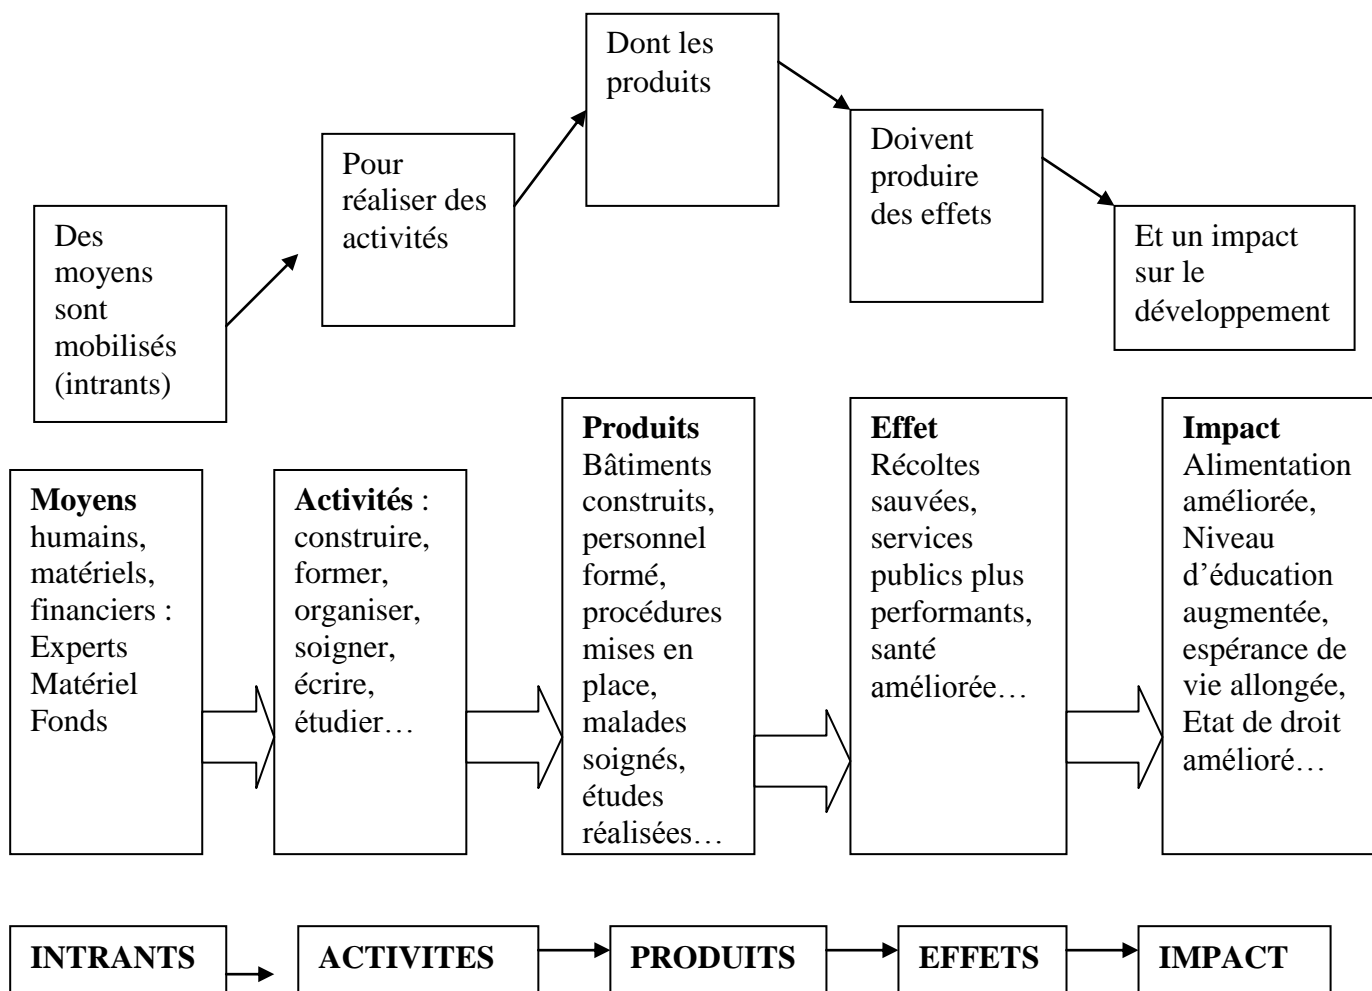 Des
moyens
sont
mobilisés
(intrants)
Pour
réaliser des
activités
Dont les
produits
Doivent
produire
des effets
Et un impact
sur le
développement
Moyens
humains,
matériels,
financiers :
Experts
Matériel
Fonds
Activités :
construire,
former,
organiser,
soigner,
écrire,
étudier…
Produits
Bâtiments
construits,
personnel
formé,
procédures
mises en
place,
malades
soignés,
études
réalisées…
Effet
Récoltes
sauvées,
services
publics plus
performants,
santé
améliorée…
Impact
Alimentation
améliorée,
Niveau
d’éducation
augmentée,
espérance de
vie allongée,
Etat de droit
amélioré…
INTRANTS
ACTIVITES
PRODUITS
EFFETS
IMPACT